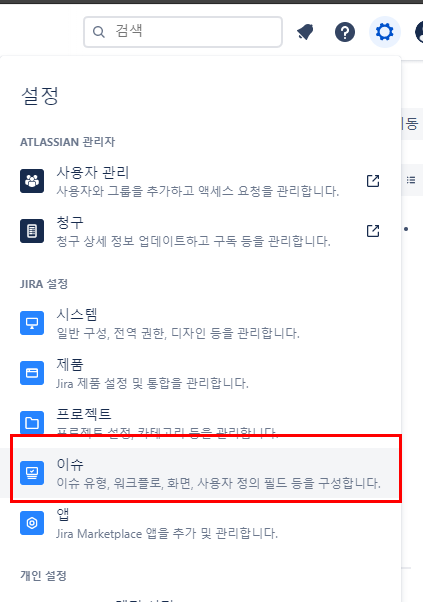 검색
설정
이동
ATLASSIAN 관리자
사용자 관리
사용자와 그룹을 추가하고 액세스 요청을 관리합니다.
청구
청구 상세 정보 업데이트하고 구독 등을 관리합니다.
JIRA 설정
시스템
일반 구성, 전역 권한, 디자인 등을 관리합니다.
제품
Jira 제품 설정 및 통합을 관리합니다.
프로젝트
프로젝트 설정, 카테고리 등을 관리합니다.
이슈
이슈 유형, 워크플로, 화면, 사용자 정의 필드 등을 구성합니다.
앱
Jira Marketplace 앱을 추가 및 관리합니다.
개인 설정